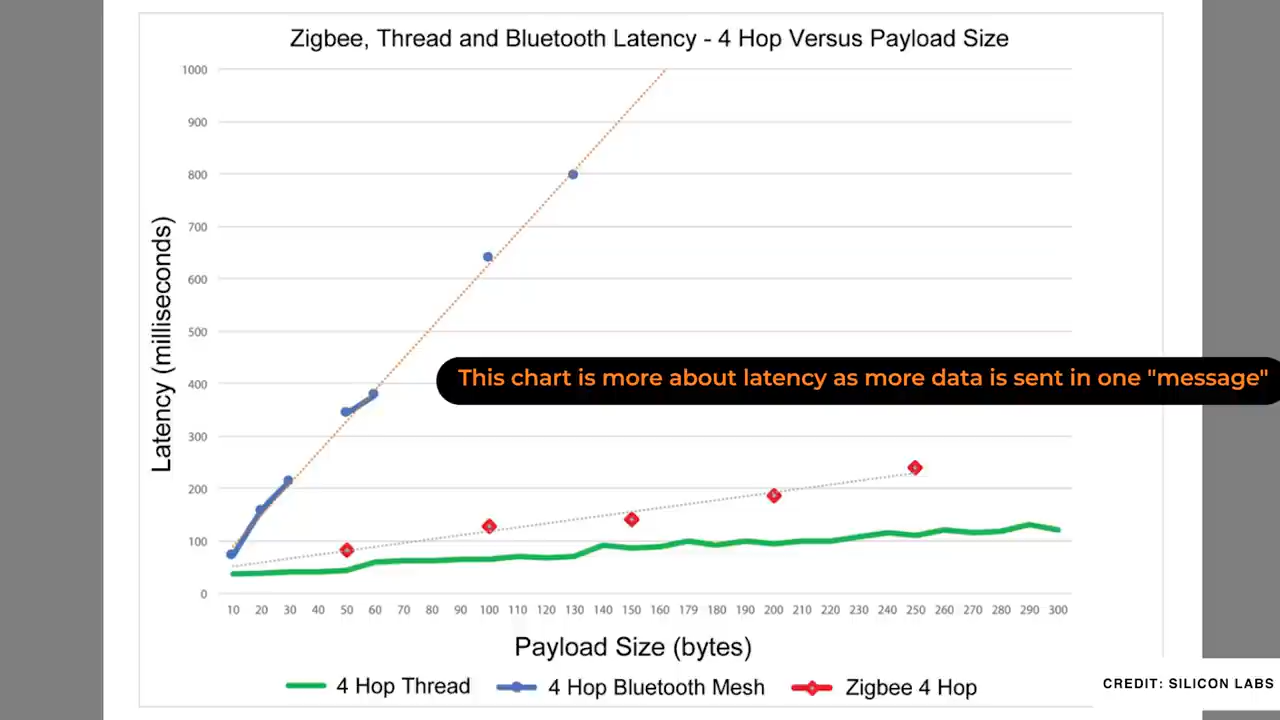 Zigbee, Thread and Bluetooth Latency - 4 Hop Versus Payload Size
1000
900
800
700
600
500
400
300
200
100
0
Latency (milliseconds)
This chart is more about latency as more data is sent in one "message"
10 20 30 40 50 60 70 80 90 100 110 120 130 140 150 160 179 180 190 200 210 220 230 240 250 260 270 280 290 300
Payload Size (bytes)
4 Hop Thread 4 Hop Bluetooth Mesh Zigbee 4 Hop
CREDIT: SILICON LABS